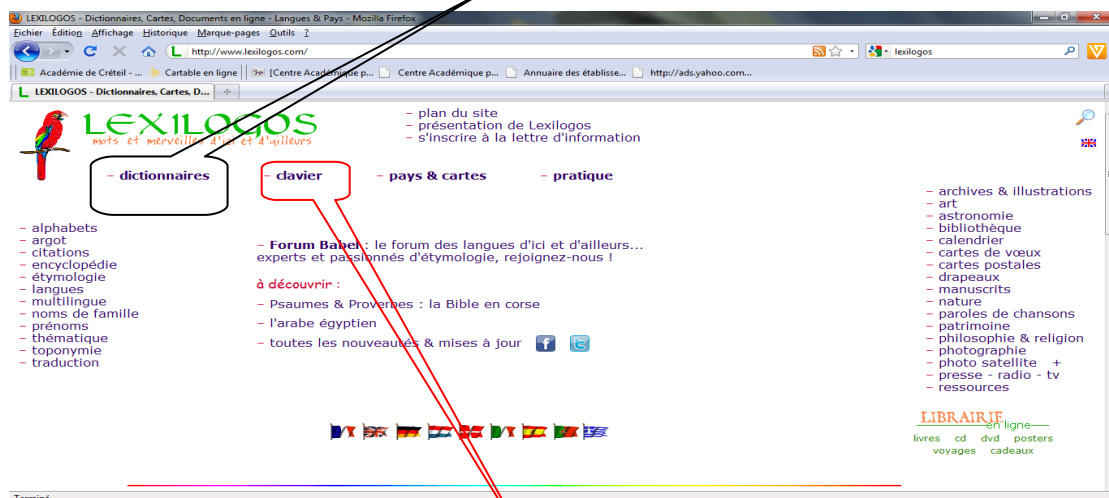 LEXILOGOS - Dictionnaires, Cartes, Documents en ligne - Langues & Pays - Mozilla Firefox
Fichier Édition Affichage Historique Marque-pages Outils ?
L http://www.lexilogos.com/
lexilogos
Académie de Créteil - ... Cartable en ligne [Centre Académique p... Centre Académique p... Annuaire des établisse... http://ads.yahoo.com...
L LEXILOGOS - Dictionnaires, Cartes, D...
LEXILOGOS
mots et merveilles d'ici et d'ailleurs
– plan du site
– présentation de Lexilogos
– s'inscrire à la lettre d'information
– dictionnaires – clavier – pays & cartes – pratique
– alphabets
– argot
– citations
– encyclopédie
– étymologie
– langues
– multilingue
– noms de famille
– prénoms
– thématique
– toponymie
– traduction
– Forum Babel : le forum des langues d'ici et d'ailleurs...
experts et passionnés d'étymologie, rejoignez-nous !
à découvrir :
– Psaumes & Proverbes : la Bible en corse
– l'arabe égyptien
– toutes les nouveautés & mises à jour
– archives & illustrations
– art
– astronomie
– bibliothèque
– calendrier
– cartes de vœux
– cartes postales
– drapeaux
– manuscrits
– nature
– paroles de chansons
– patrimoine
– philosophie & religion
– photographie
– photo satellite +
– presse - radio - tv
– ressources
LIBRAIRIE
en ligne
livres cd dvd posters
voyages cadeaux
Terminé